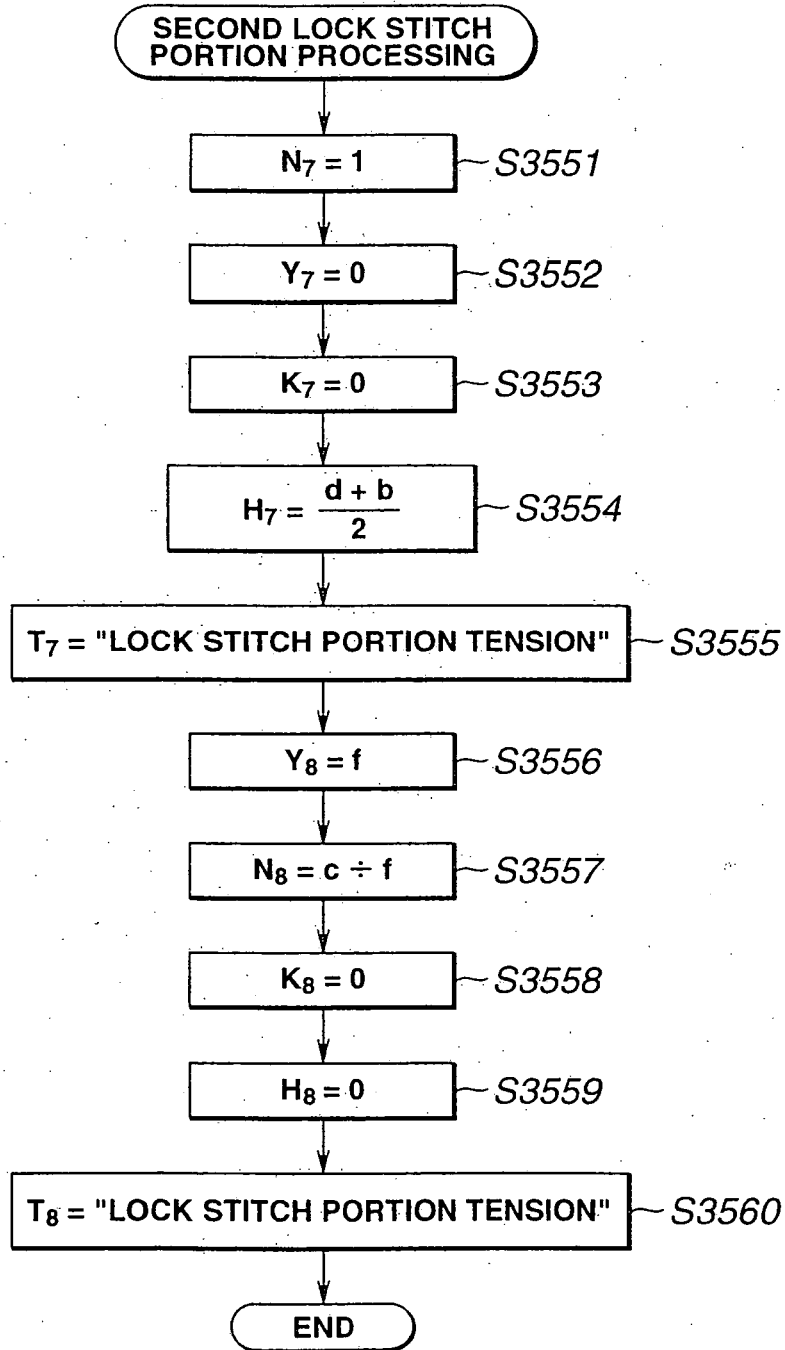 SECOND LOCK STITCH
PORTION PROCESSING
N7 = 1
S3551
Y7 = 0
S3552
K7 = 0
S3553
H7 = (d + b)/2
S3554
T7 = "LOCK STITCH PORTION TENSION"
S3555
Y8 = f
S3556
N8 = c ÷ f
S3557
K8 = 0
S3558
H8 = 0
S3559
T8 = "LOCK STITCH PORTION TENSION"
S3560
END